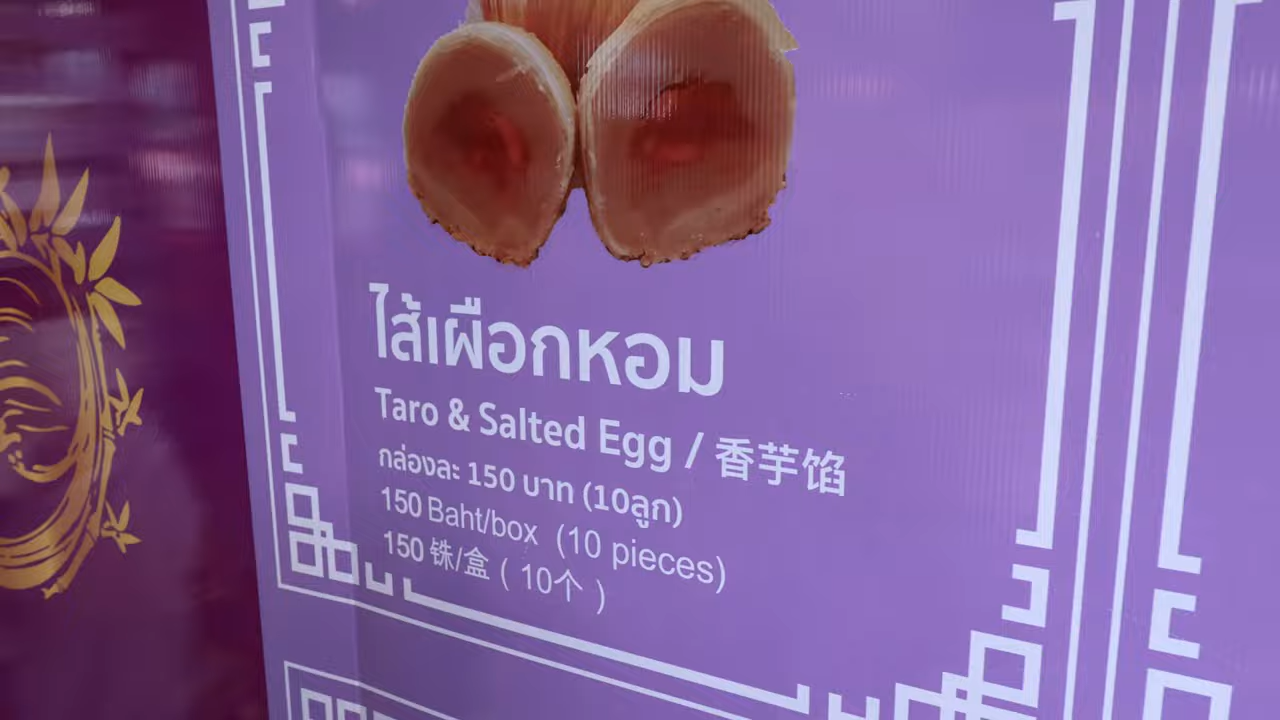 ไส้เผือกหอม
Taro & Salted Egg / 香芋馅
กล่องละ 150 บาท (10ลูก)
150 Baht/box (10 pieces)
150 铢/盒 ( 10个 )